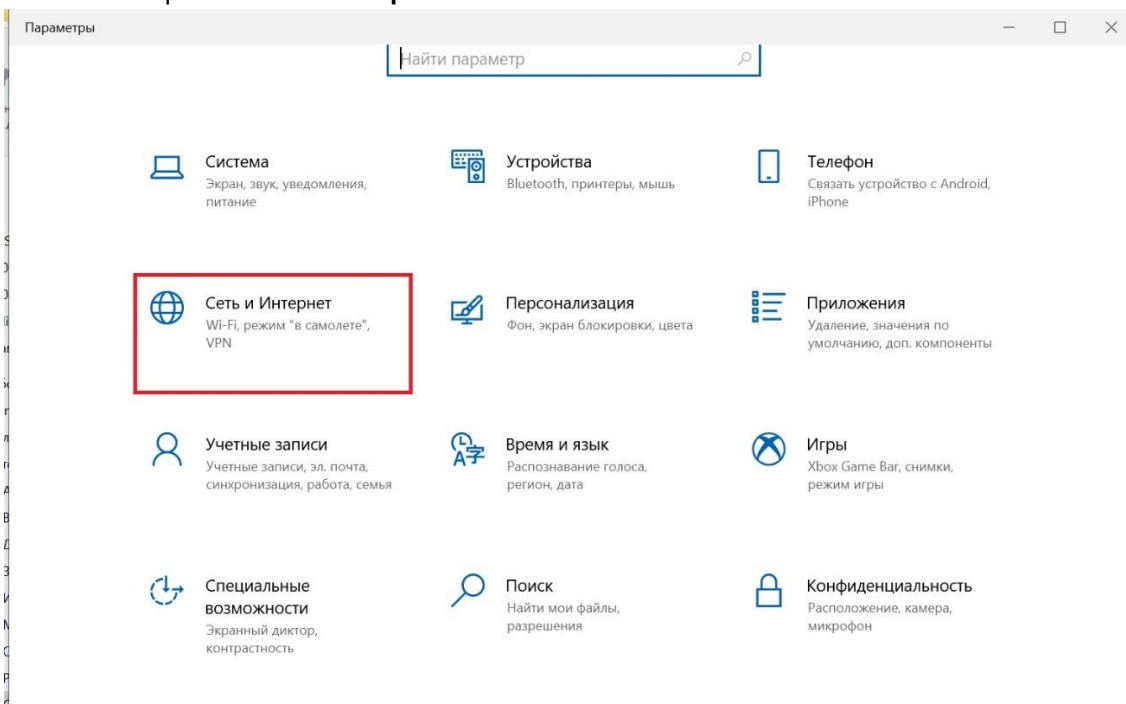 Параметры
Найти параметр
Система
Экран, звук, уведомления,
питание
Устройства
Bluetooth, принтеры, мышь
Телефон
Связать устройство с Android,
iPhone
Сеть и Интернет
Wi-Fi, режим "в самолете",
VPN
Персонализация
Фон, экран блокировки, цвета
Приложения
Удаление, значения по
умолчанию, доп. компоненты
Учетные записи
Учетные записи, эл. почта,
синхронизация, работа, семья
Время и язык
Распознавание голоса,
регион, дата
Игры
Xbox Game Bar, снимки,
режим игры
Специальные
возможности
Экранный диктор,
контрастность
Поиск
Найти мои файлы,
разрешения
Конфиденциальность
Расположение, камера,
микрофон